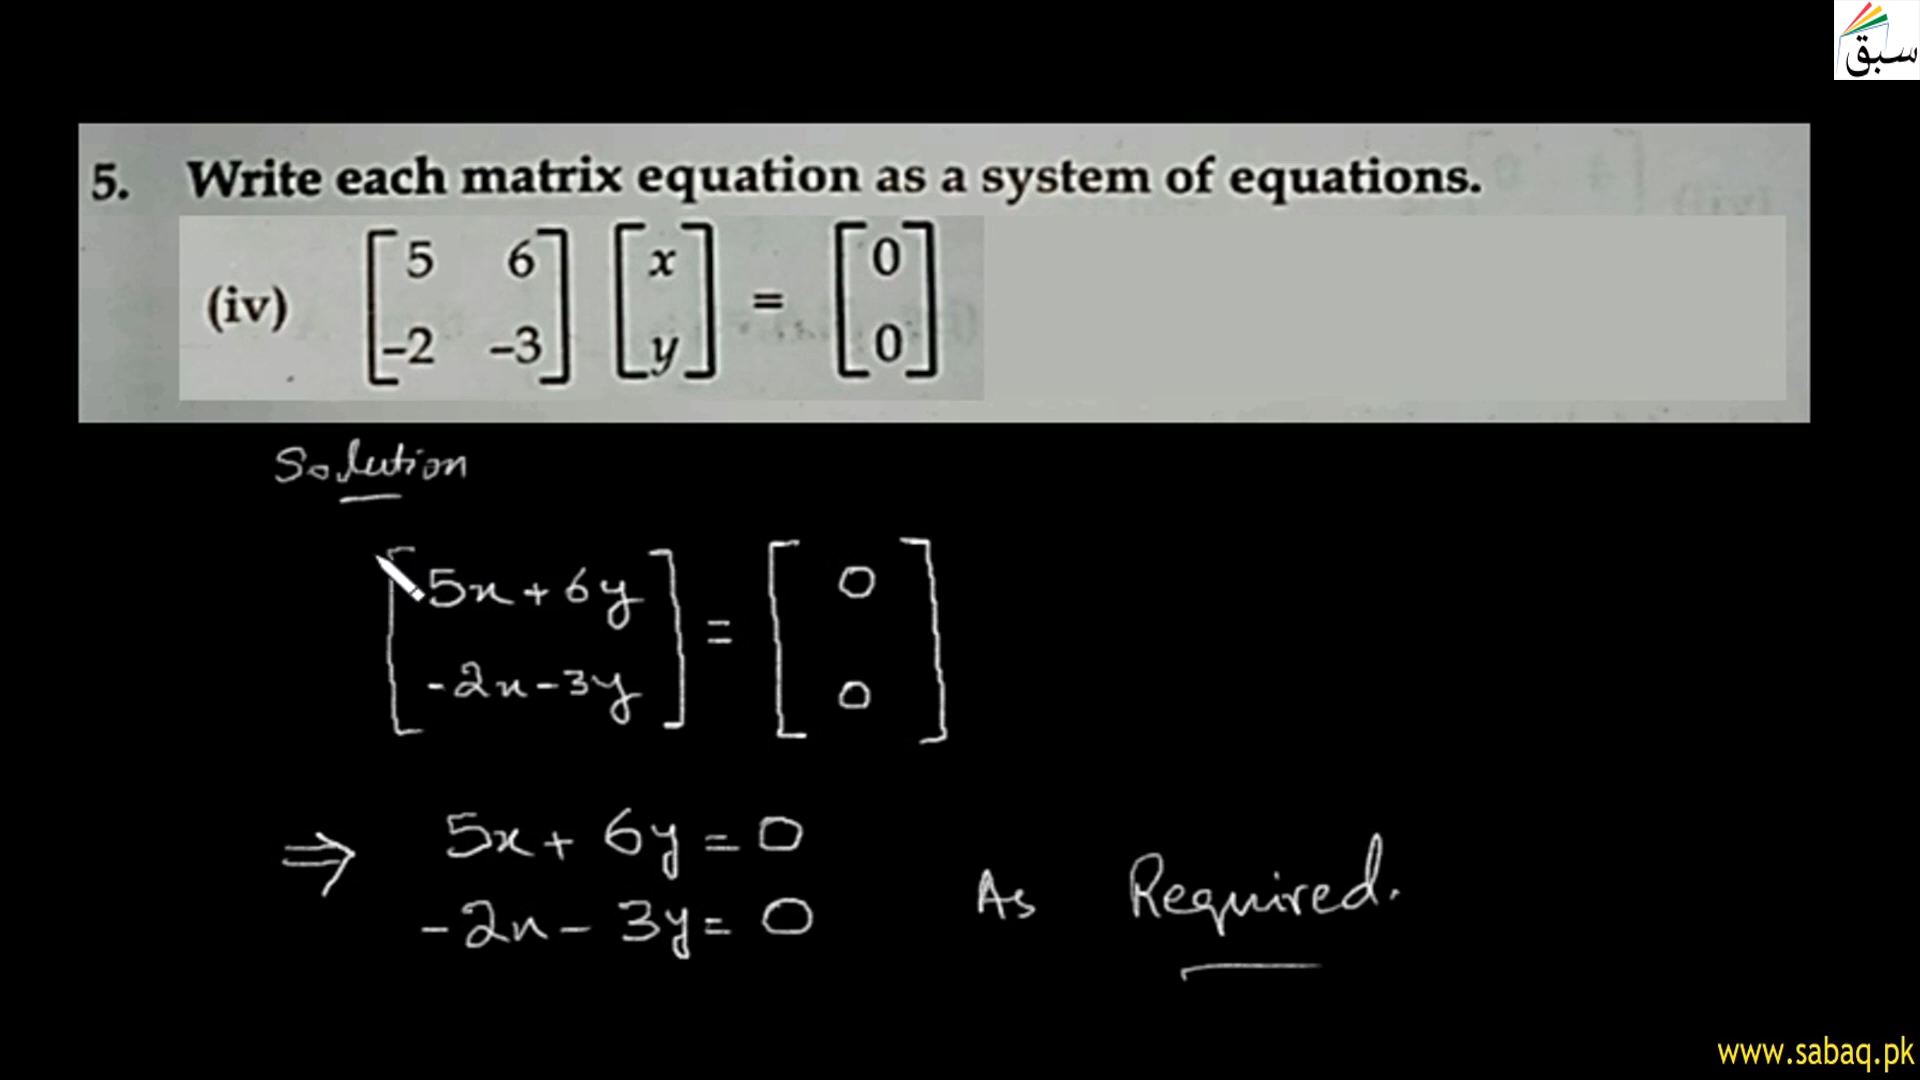 سبق
5. Write each matrix equation as a system of equations.
(iv) [5 6] [x] = [0]
[-2 -3] [y] [0]
Solution
[5x + 6y] = [0]
[-2x - 3y] [0]
⇒ 5x + 6y = 0
-2x - 3y = 0 As Required.
www.sabaq.pk